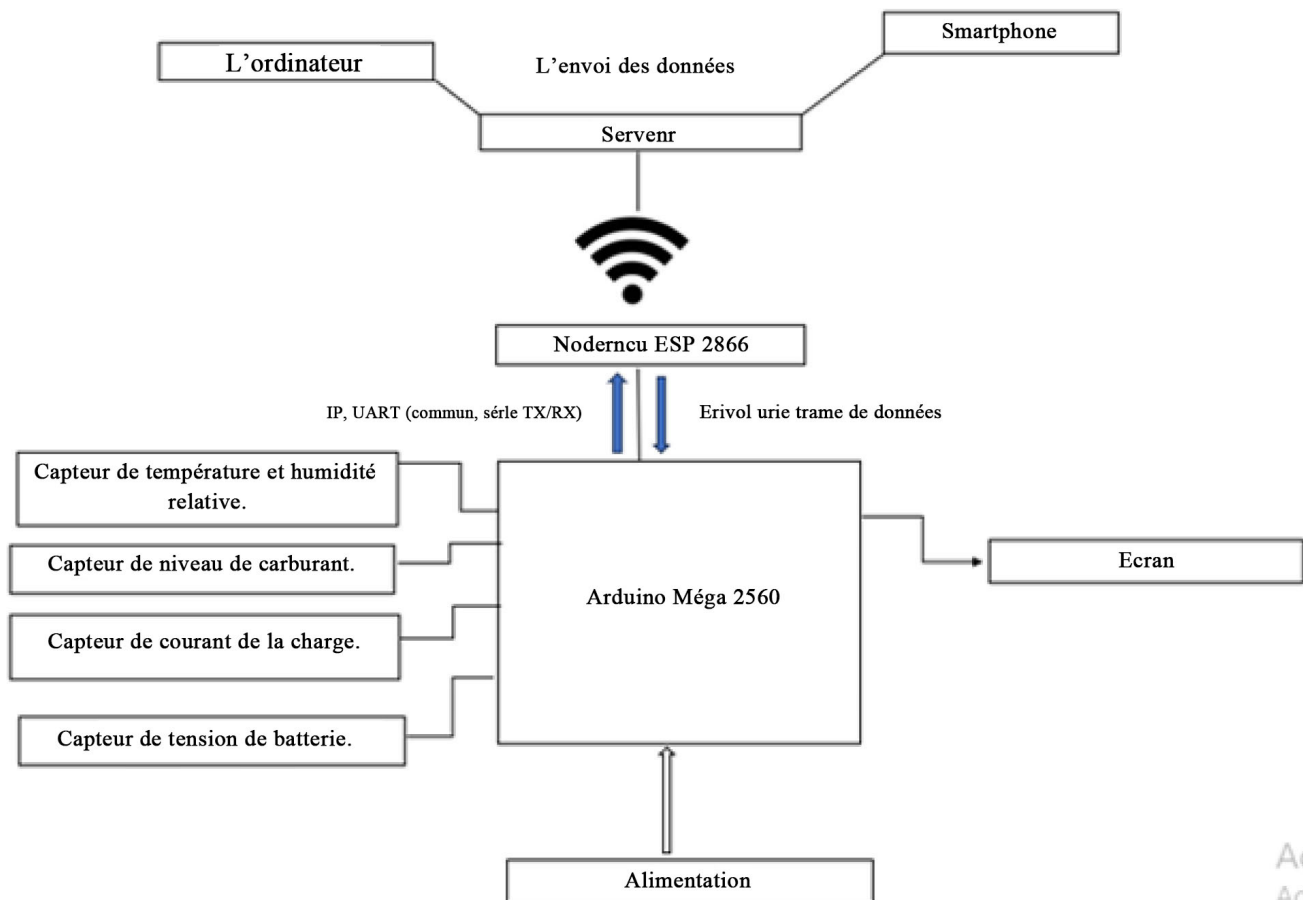 Smartphone
L'ordinateur
L'envoi des données
Servenr
Noderncu ESP 2866
IP, UART (commun, sérle TX/RX)
Erivol urie trame de données
Capteur de température et humidité
relative.
Capteur de niveau de carburant.
Capteur de courant de la charge.
Capteur de tension de batterie.
Arduino Méga 2560
Ecran
Alimentation